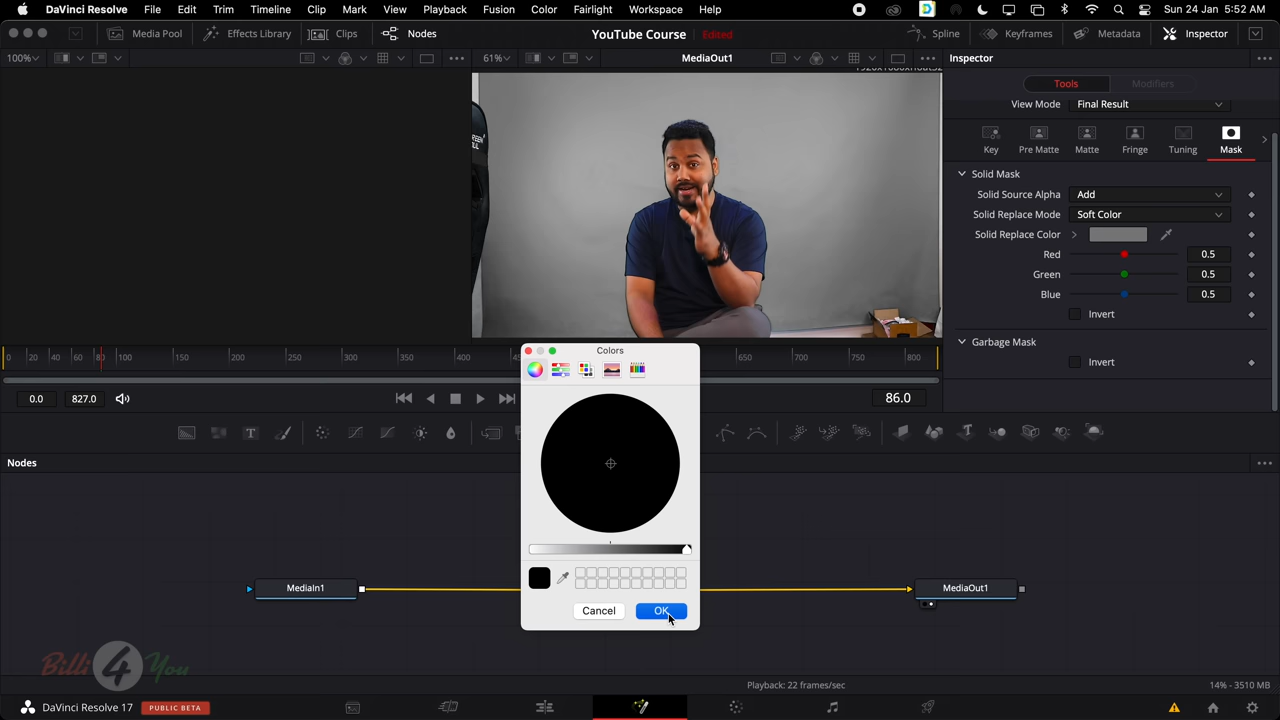 DaVinci Resolve File Edit Trim Timeline Clip Mark View Playback Fusion Color Fairlight Workspace Help Sun 24 Jan 5:52 AM
Media Pool Effects Library Clips Nodes YouTube Course Edited Spline Keyframes Metadata Inspector
100% 61% MediaOut1 Inspector
Tools Modifiers
View Mode Final Result
Key Pre Matte Matte Fringe Tuning Mask
Solid Mask
Solid Source Alpha Add
Solid Replace Mode Soft Color
Solid Replace Color
Red 0.5
Green 0.5
Blue 0.5
Invert
Garbage Mask
Invert
Colors
0 20 40 60 80 100 150 200 250 300 350 400 650 700 750 800
0.0 827.0 86.0
Nodes
MediaIn1 MediaOut1
Cancel OK
Billi 4 You
Playback: 22 frames/sec 14% - 3510 MB
DaVinci Resolve 17 PUBLIC BETA